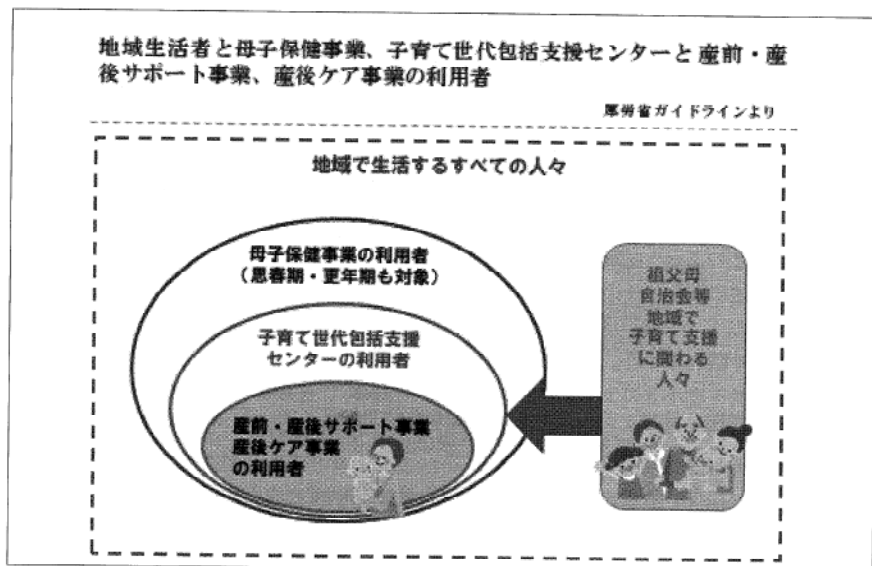 地域生活者と母子保健事業、子育て世代包括支援センターと産前・産
後サポート事業、産後ケア事業の利用者
厚労省ガイドラインより
地域で生活するすべての人々
母子保健事業の利用者
（思春期・更年期も対象）
子育て世代包括支援
センターの利用者
産前・産後サポート事業
産後ケア事業
の利用者
祖父母
自治会等
地域で
子育て支援
に関わる
人々